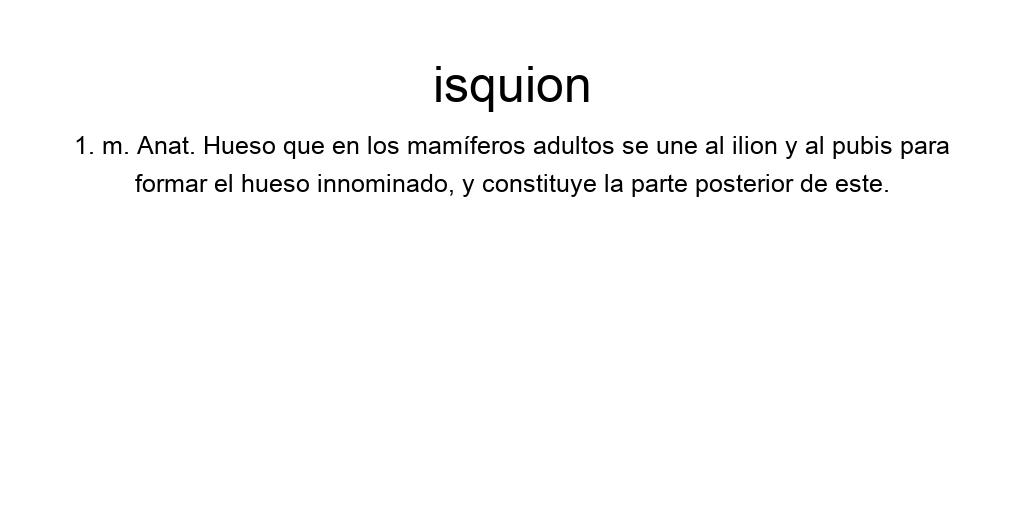 isquion
1. m. Anat. Hueso que en los mamíferos adultos se une al ilion y al pubis para
formar el hueso innominado, y constituye la parte posterior de este.